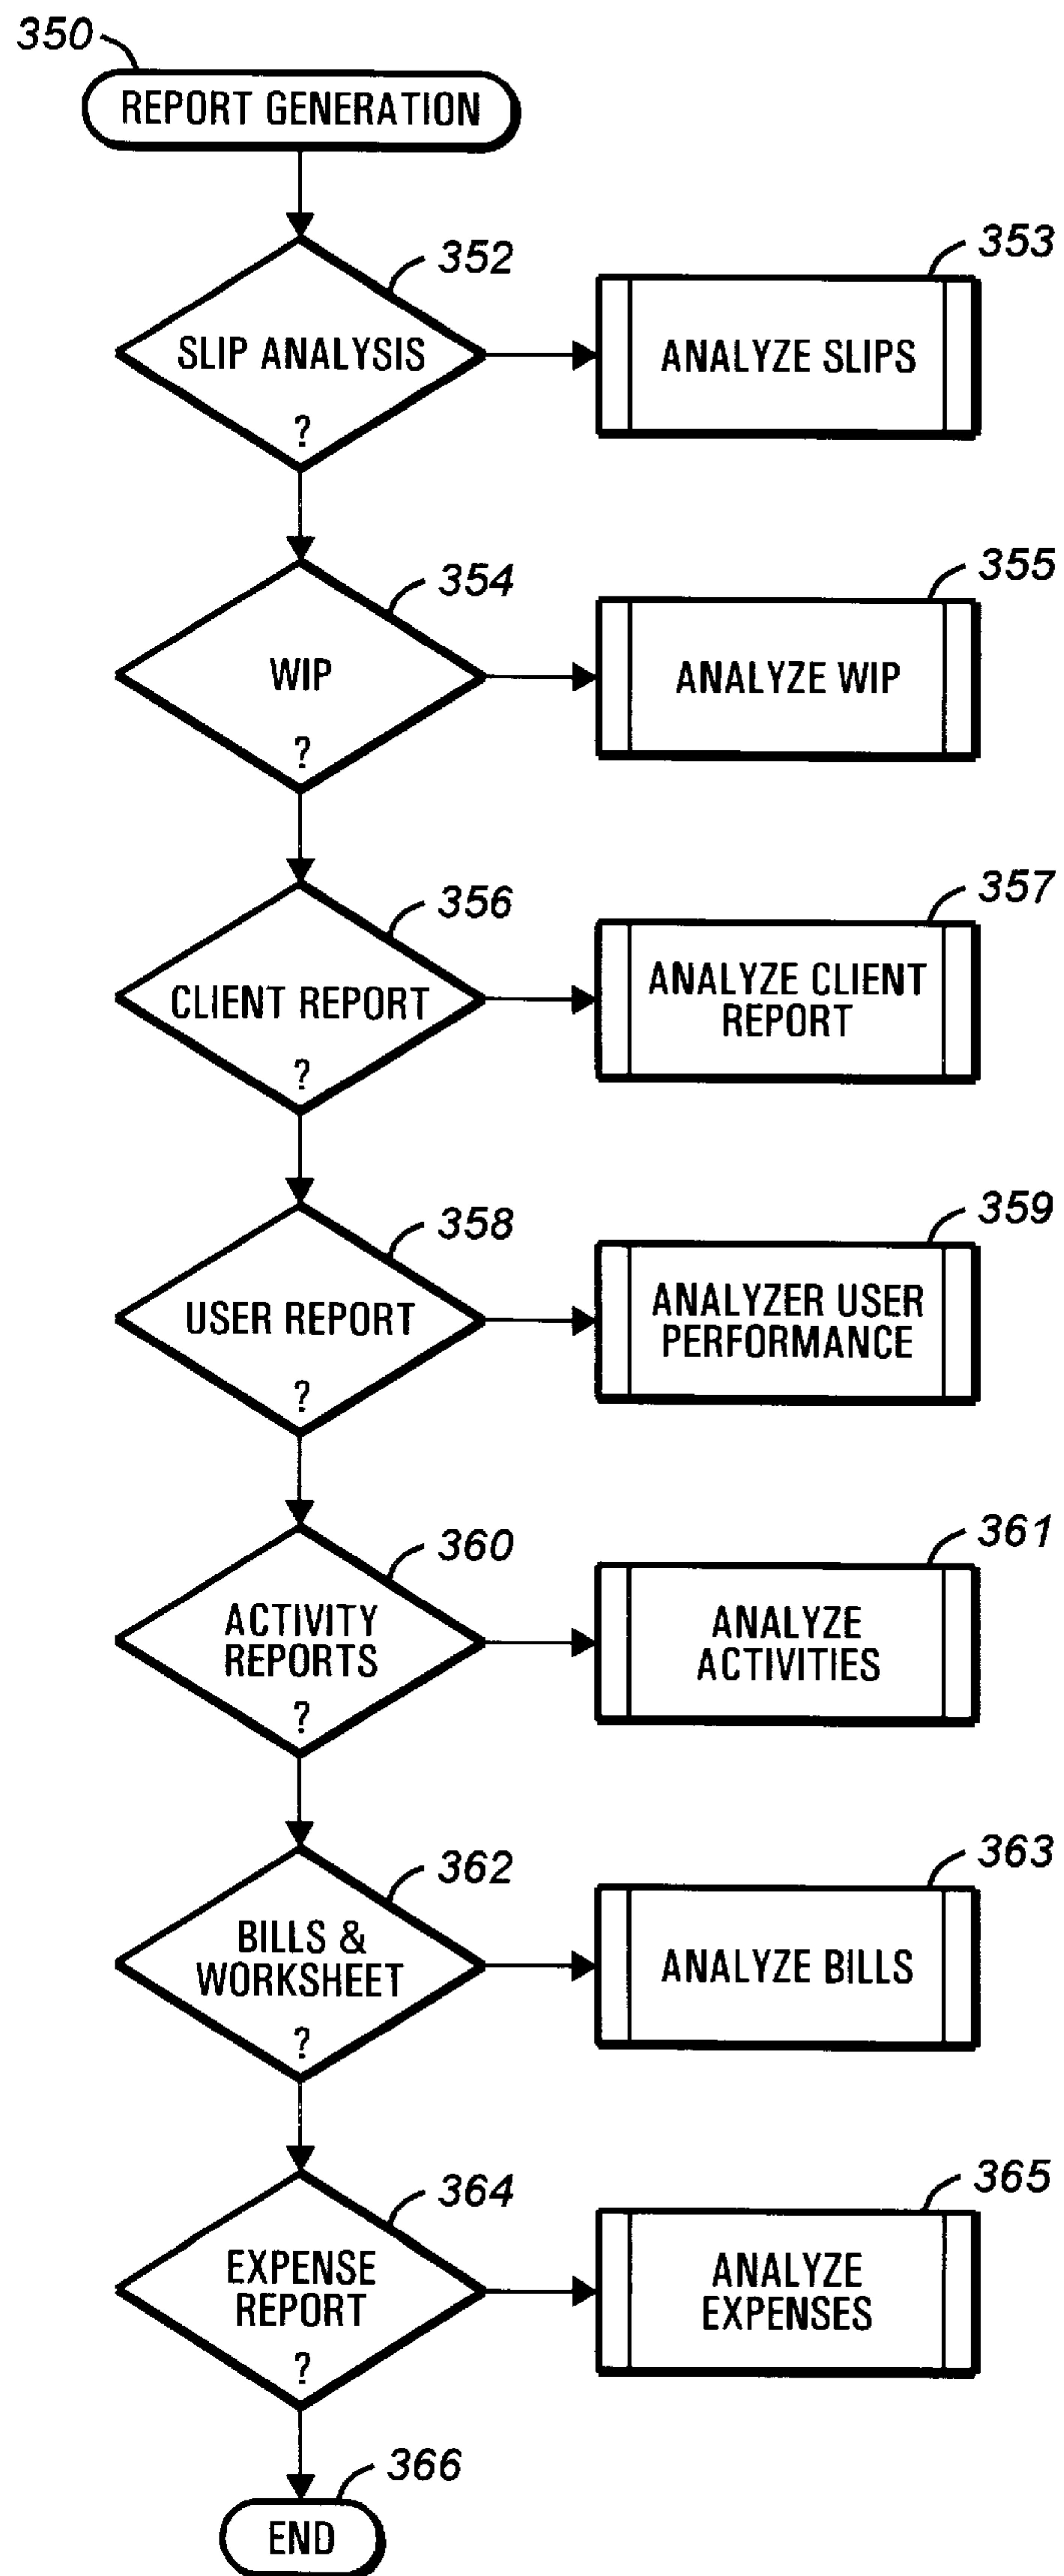 350
REPORT GENERATION
352
353
SLIP ANALYSIS
?
ANALYZE SLIPS
354
355
WIP
?
ANALYZE WIP
356
357
CLIENT REPORT
?
ANALYZE CLIENT
REPORT
358
359
USER REPORT
?
ANALYZER USER
PERFORMANCE
360
361
ACTIVITY
REPORTS
?
ANALYZE
ACTIVITIES
362
363
BILLS &
WORKSHEET
?
ANALYZE BILLS
364
365
EXPENSE
REPORT
?
ANALYZE
EXPENSES
366
END